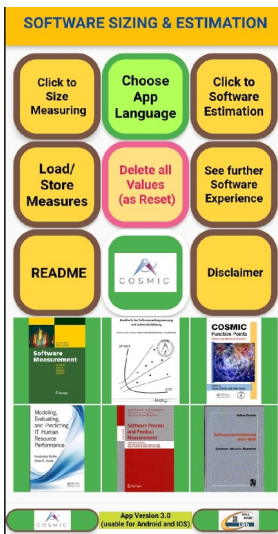 SOFTWARE SIZING & ESTIMATION
Click to
Size
Measuring
Choose
App
Language
Click to
Software
Estimation
Load/
Store
Measures
Delete all
Values
(as Reset)
See further
Software
Experience
README
COSMIC
Disclaimer
Software
Measurement
COSMIC
Function Points
Modeling,
Evaluating, and
Predicting
IT Human
Resource
Performance
Software Process
and Product
Measurement
COSMIC
App Version 3.0
(usable for Android and iOS)